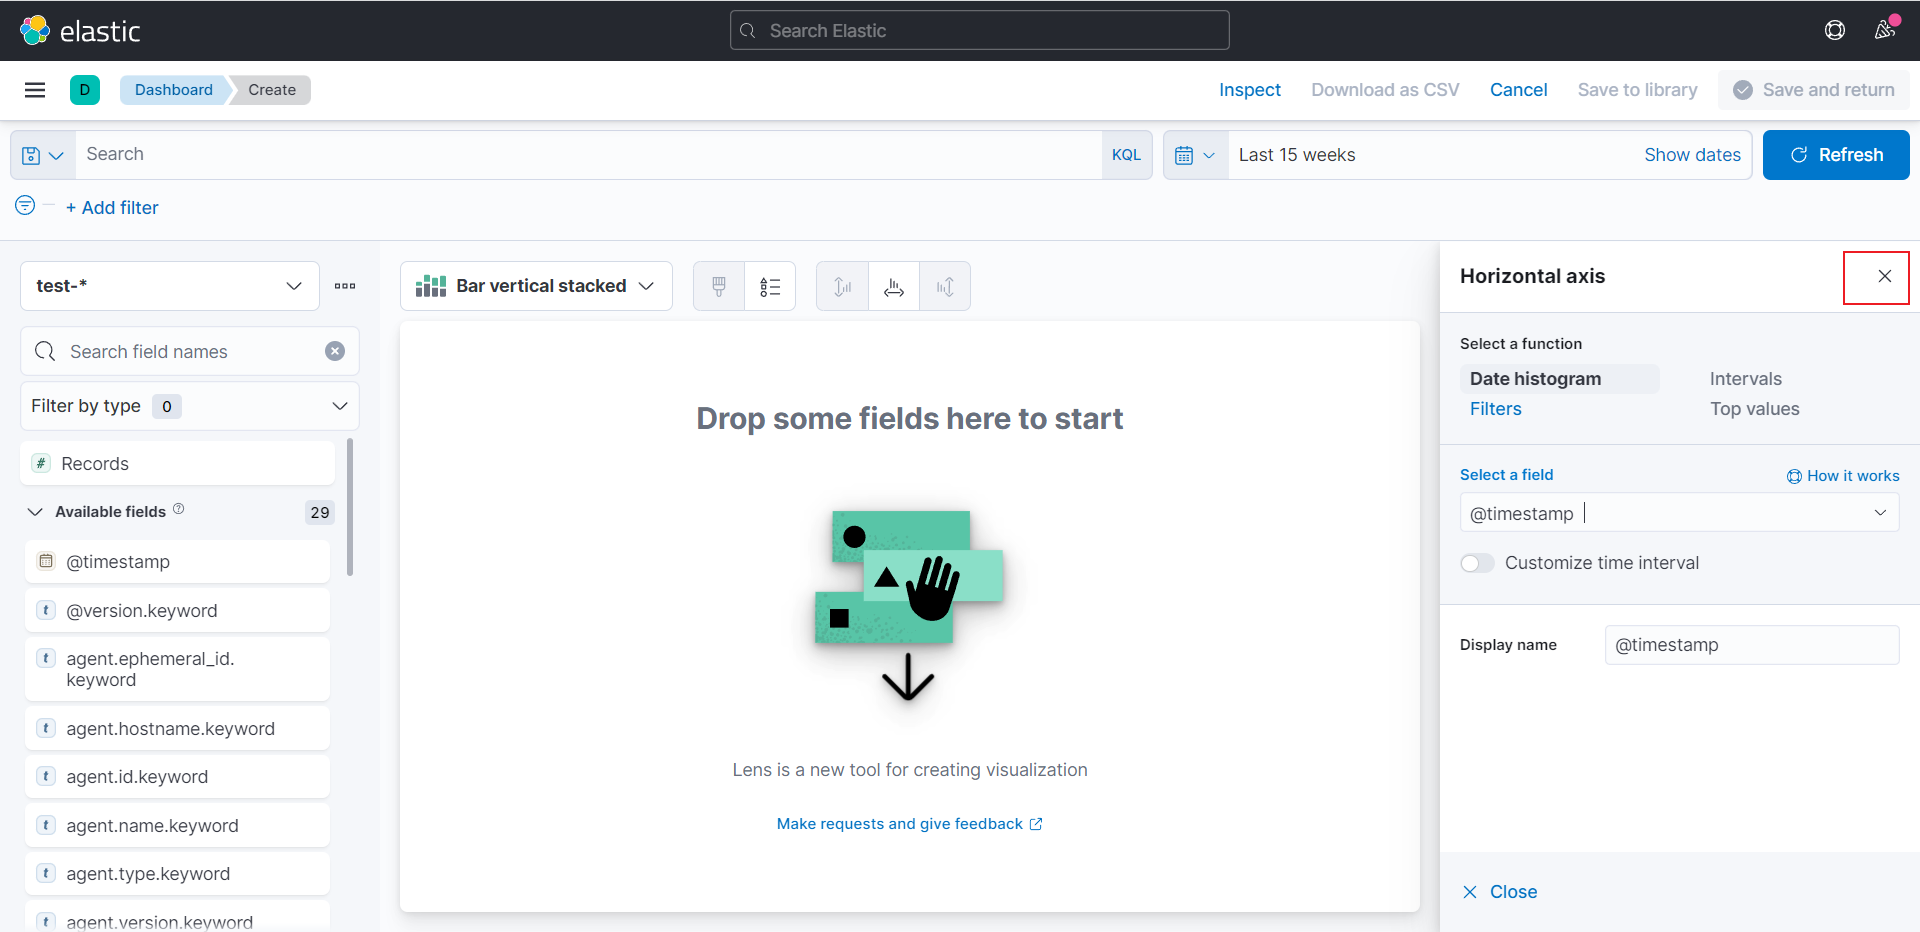 elastic
Search Elastic
D
Dashboard
Create
Inspect
Download as CSV
Cancel
Save to library
Save and return
Search
KQL
Last 15 weeks
Show dates
Refresh
+ Add filter
test-*
Search field names
Filter by type 0
# Records
Available fields
29
@timestamp
t @version.keyword
t agent.ephemeral_id.
keyword
t agent.hostname.keyword
t agent.id.keyword
t agent.name.keyword
t agent.type.keyword
t agent.version.keyword
Bar vertical stacked
Drop some fields here to start
Lens is a new tool for creating visualization
Make requests and give feedback
Horizontal axis
Select a function
Date histogram
Intervals
Filters
Top values
Select a field
How it works
@timestamp
Customize time interval
Display name
@timestamp
Close